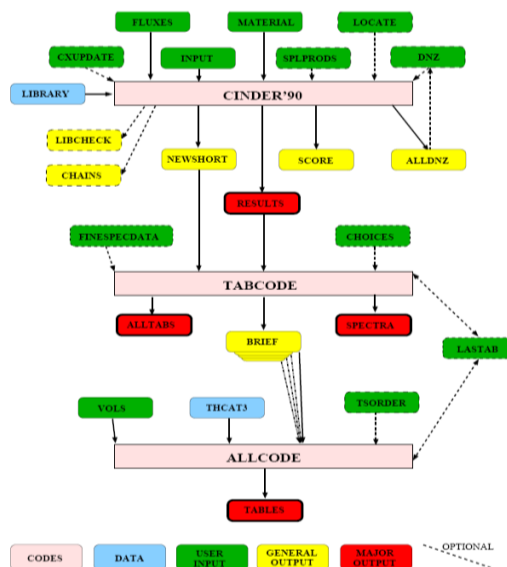 FLUXES
MATERIAL
LOCATE
CXUPDATE
INPUT
SPLPRODS
DNZ
LIBRARY
CINDER'90
LIBCHECK
NEWSHORT
SCORE
ALLDNZ
CHAINS
RESULTS
FINESPECDATA
CHOICES
TABCODE
ALLTABS
SPECTRA
BRIEF
LASTAB
VOLS
THCAT3
TSORDER
ALLCODE
TABLES
OPTIONAL
CODES
DATA
USER
INPUT
GENERAL
OUTPUT
MAJOR
OUTPUT